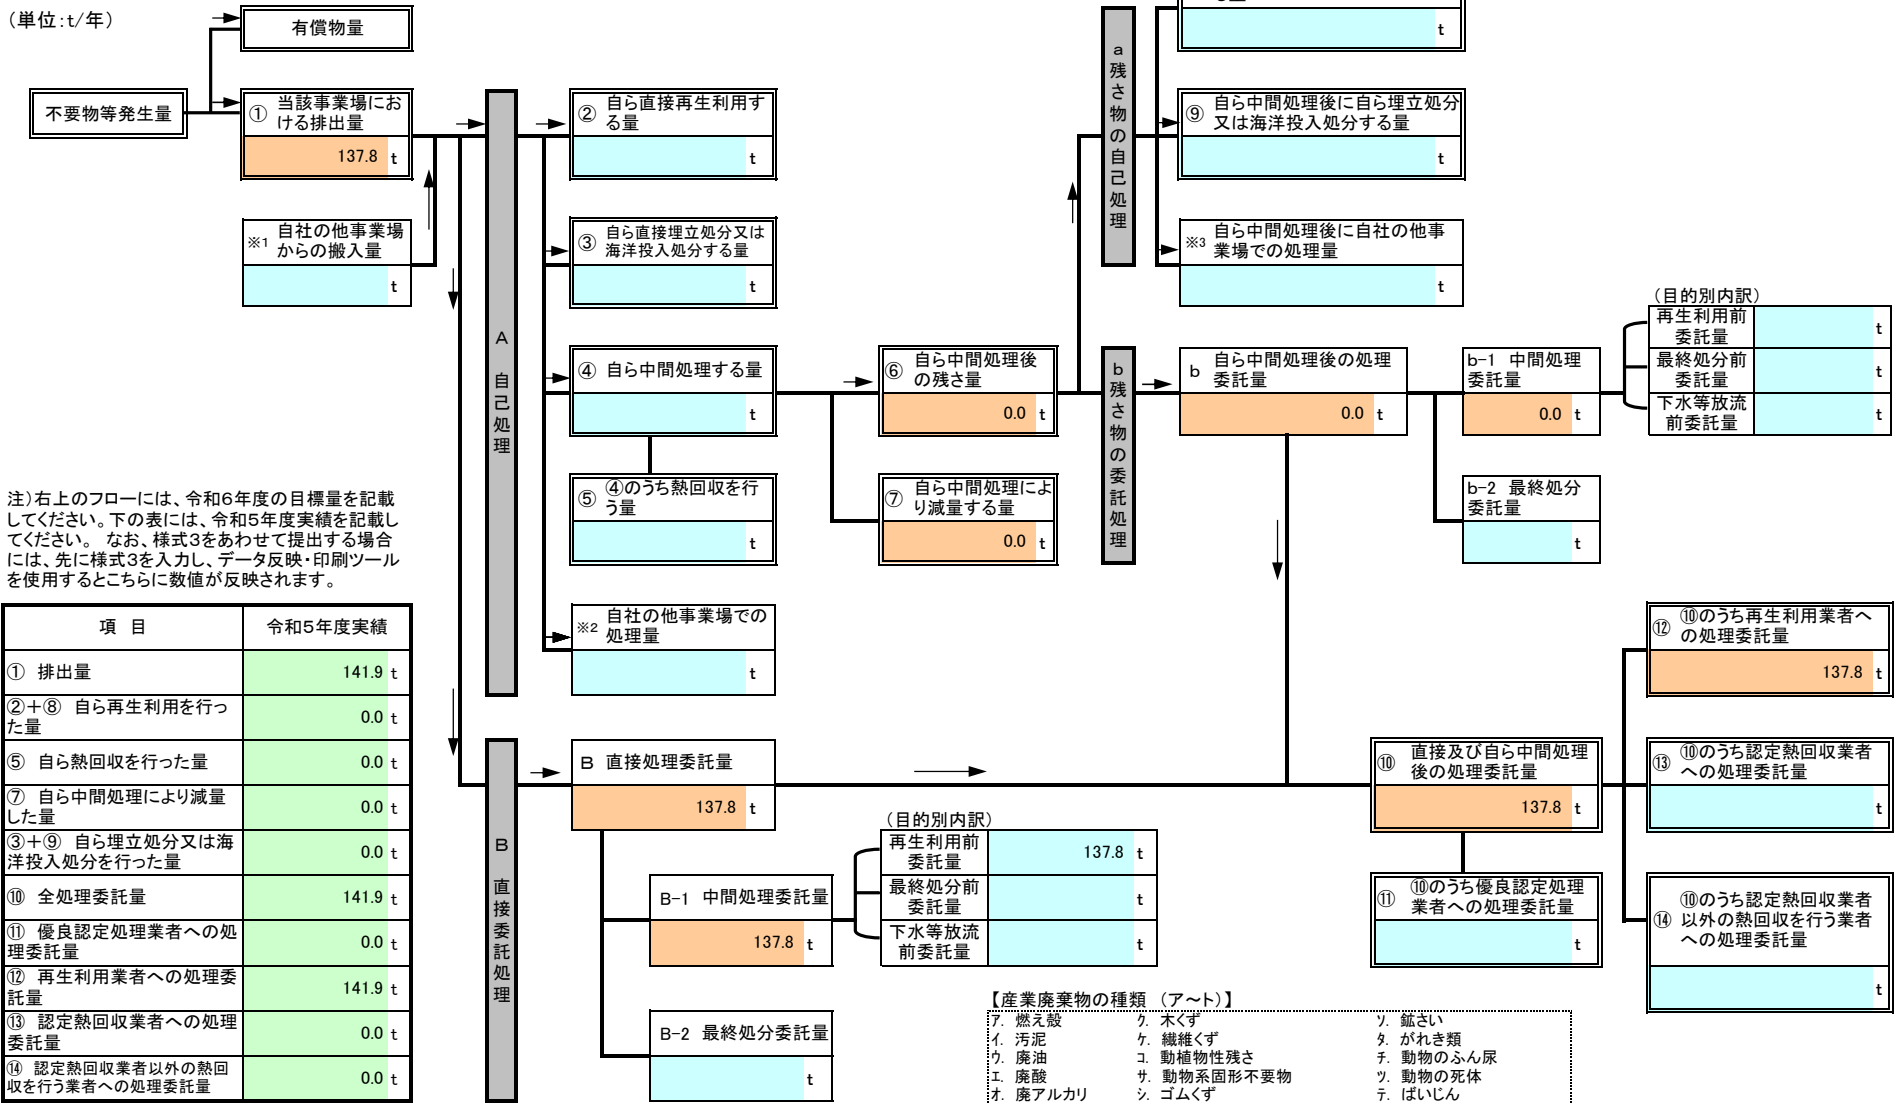 （単位：t/年）
有償物量
t
不要物等発生量
① 当該事業場にお
ける排出量
137.8 t
※1 自社の他事業場
からの搬入量
t
A 自己処理
② 自ら直接再生利用す
る量
t
③ 自ら直接埋立処分又は
海洋投入処分する量
t
④ 自ら中間処理する量
t
⑤ ④のうち熱回収を行
う量
t
※2 自社の他事業場での
処理量
t
⑥ 自ら中間処理後
の残さ量
0.0 t
⑦ 自ら中間処理によ
り減量する量
0.0 t
a 残さ物の自己処理
⑨ 自ら中間処理後に自ら埋立処分
又は海洋投入処分する量
t
※3 自ら中間処理後に自社の他事
業場での処理量
t
b 残さ物の委託処理
b 自ら中間処理後の処理
委託量
0.0 t
b-1 中間処理
委託量
0.0 t
b-2 最終処分
委託量
t
（目的別内訳）
再生利用前
委託量
t
最終処分前
委託量
t
下水等放流
前委託量
t
注）右上のフローには、令和6年度の目標量を記載
してください。下の表には、令和5年度実績を記載し
てください。 なお、様式3をあわせて提出する場合
には、先に様式3を入力し、データ反映・印刷ツール
を使用するとこちらに数値が反映されます。
項 目 令和5年度実績
① 排出量 141.9 t
②＋⑧ 自ら再生利用を行っ
た量 0.0 t
⑤ 自ら熱回収を行った量 0.0 t
⑦ 自ら中間処理により減量
した量 0.0 t
③＋⑨ 自ら埋立処分又は海
洋投入処分を行った量 0.0 t
⑩ 全処理委託量 141.9 t
⑪ 優良認定処理業者への処
理委託量 0.0 t
⑫ 再生利用業者への処理委
託量 141.9 t
⑬ 認定熱回収業者への処理
委託量 0.0 t
⑭ 認定熱回収業者以外の熱回
収を行う業者への処理委託量 0.0 t
B 直接委託処理
B 直接処理委託量
137.8 t
B-1 中間処理委託量
137.8 t
B-2 最終処分委託量
t
（目的別内訳）
再生利用前
委託量
137.8 t
最終処分前
委託量
t
下水等放流
前委託量
t
⑩ 直接及び自ら中間処理
後の処理委託量
137.8 t
⑪ ⑩のうち優良認定処理
業者への処理委託量
t
⑫ ⑩のうち再生利用業者へ
の処理委託量
137.8 t
⑬ ⑩のうち認定熱回収業者
への処理委託量
t
⑭ ⑩のうち認定熱回収業者
以外の熱回収を行う業者
への処理委託量
t
【産業廃棄物の種類 （ア～ト）】
ア. 燃え殻 ク. 木くず ソ. 鉱さい
イ. 汚泥 ケ. 繊維くず タ. がれき類
ウ. 廃油 コ. 動植物性残さ チ. 動物のふん尿
エ. 廃酸 サ. 動物系固形不要物 ツ. 動物の死体
オ. 廃アルカリ シ. ゴムくず テ. ばいじん